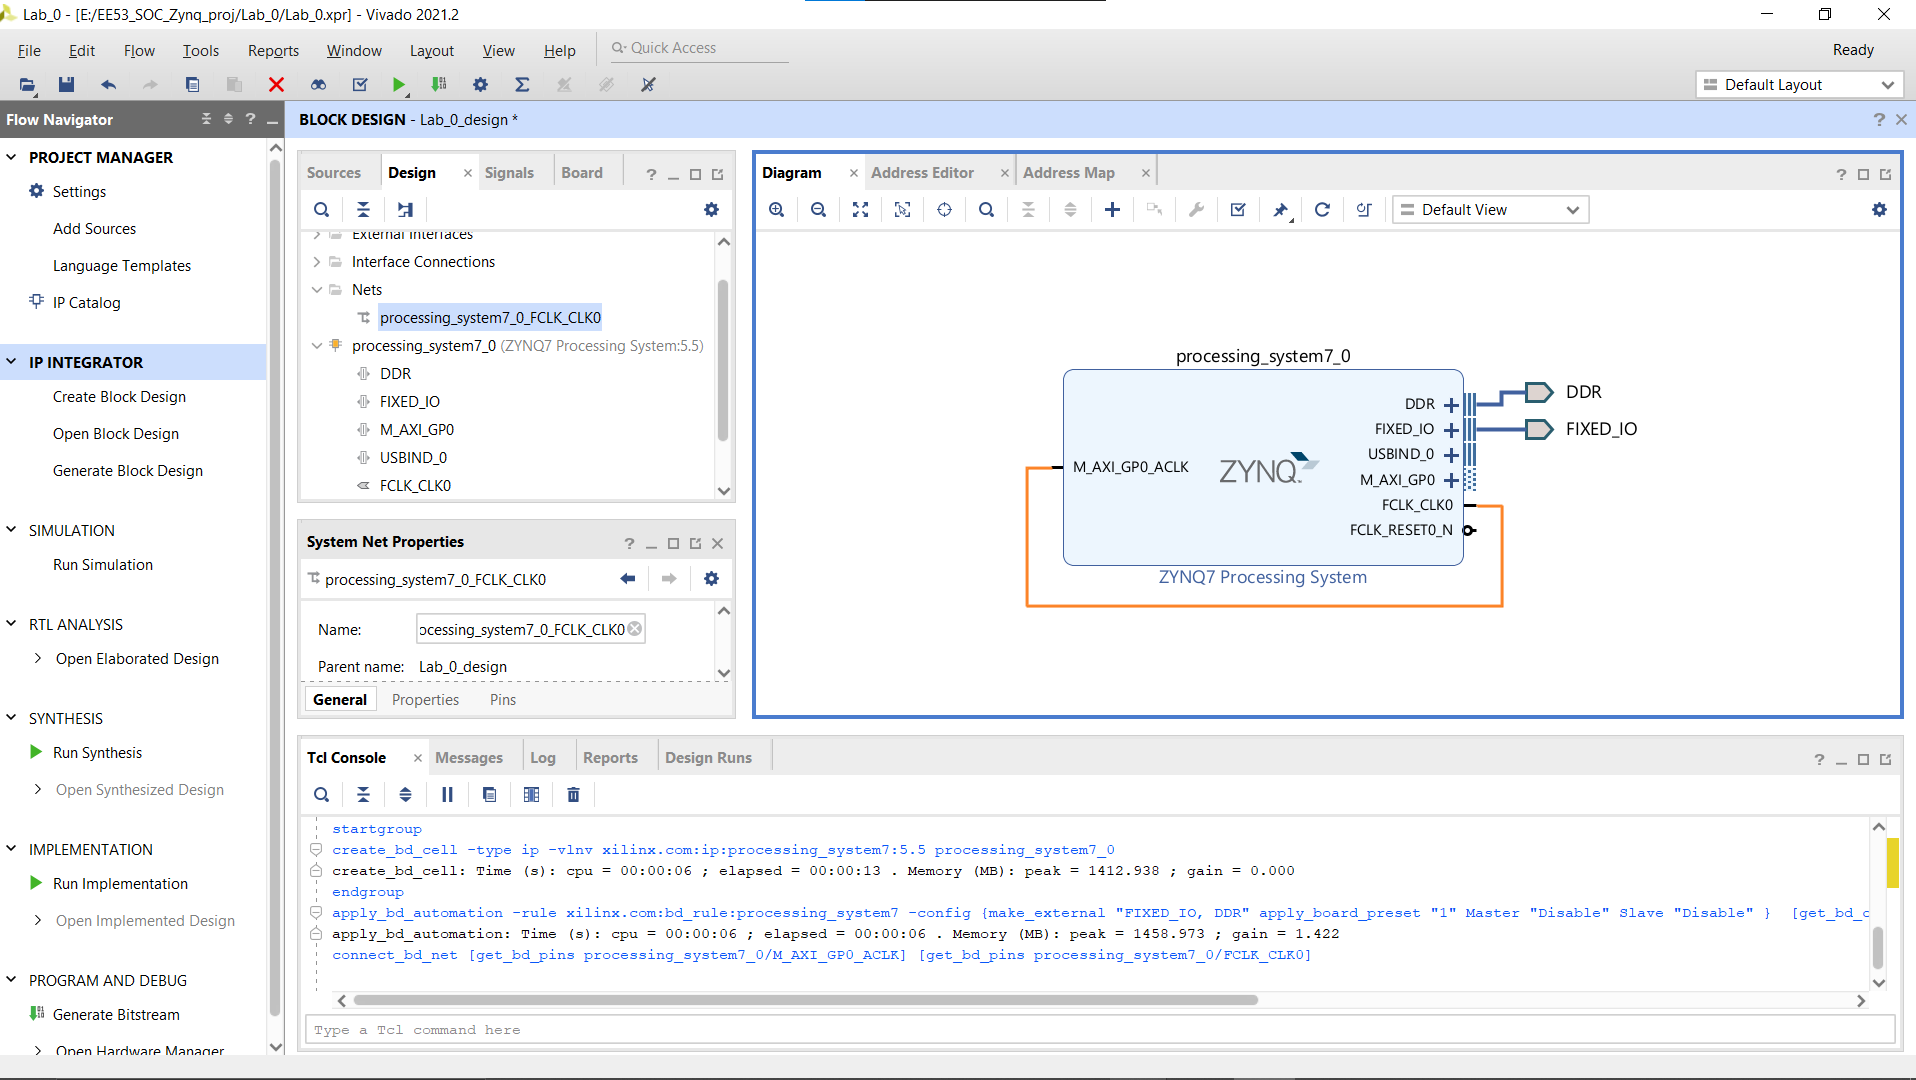 Lab_0 - [E:/EE53_SOC_Zynq_proj/Lab_0/Lab_0.xpr] - Vivado 2021.2
File Edit Flow Tools Reports Window Layout View Help Quick Access
Ready
Default Layout
Flow Navigator
PROJECT MANAGER
Settings
Add Sources
Language Templates
IP Catalog
IP INTEGRATOR
Create Block Design
Open Block Design
Generate Block Design
SIMULATION
Run Simulation
RTL ANALYSIS
Open Elaborated Design
SYNTHESIS
Run Synthesis
Open Synthesized Design
IMPLEMENTATION
Run Implementation
Open Implemented Design
PROGRAM AND DEBUG
Generate Bitstream
Open Hardware Manager
BLOCK DESIGN - Lab_0_design *
Sources Design Signals Board
External Interfaces
Interface Connections
Nets
processing_system7_0_FCLK_CLK0
processing_system7_0 (ZYNQ7 Processing System:5.5)
DDR
FIXED_IO
M_AXI_GP0
USBIND_0
FCLK_CLK0
System Net Properties
processing_system7_0_FCLK_CLK0
Name: ocessing_system7_0_FCLK_CLK0
Parent name: Lab_0_design
General Properties Pins
Diagram Address Editor Address Map
Default View
processing_system7_0
M_AXI_GP0_ACLK
ZYNQ
DDR
FIXED_IO
USBIND_0
M_AXI_GP0
FCLK_CLK0
FCLK_RESET0_N
ZYNQ7 Processing System
DDR
FIXED_IO
Tcl Console Messages Log Reports Design Runs
startgroup
create_bd_cell -type ip -vlnv xilinx.com:ip:processing_system7:5.5 processing_system7_0
create_bd_cell: Time (s): cpu = 00:00:06 ; elapsed = 00:00:13 . Memory (MB): peak = 1412.938 ; gain = 0.000
endgroup
apply_bd_automation -rule xilinx.com:bd_rule:processing_system7 -config {make_external "FIXED_IO, DDR" apply_board_preset "1" Master "Disable" Slave "Disable" } [get_bd_c
apply_bd_automation: Time (s): cpu = 00:00:06 ; elapsed = 00:00:06 . Memory (MB): peak = 1458.973 ; gain = 1.422
connect_bd_net [get_bd_pins processing_system7_0/M_AXI_GP0_ACLK] [get_bd_pins processing_system7_0/FCLK_CLK0]
Type a Tcl command here